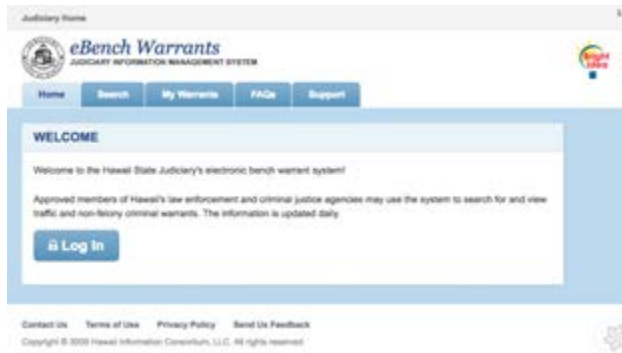 Judiciary Home
eBench Warrants
JUDICIARY INFORMATION MANAGEMENT SYSTEM
Bright Idea
Home Search My Warrants FAQs Support
WELCOME
Welcome to the Hawaii State Judiciary's electronic bench warrant system!
Approved members of Hawaii's law enforcement and criminal justice agencies may use the system to search for and view
traffic and non-felony criminal warrants. The information is updated daily.
Log In
Contact Us Terms of Use Privacy Policy Send Us Feedback
Copyright © 2009 Hawaii Information Consortium, LLC. All rights reserved.